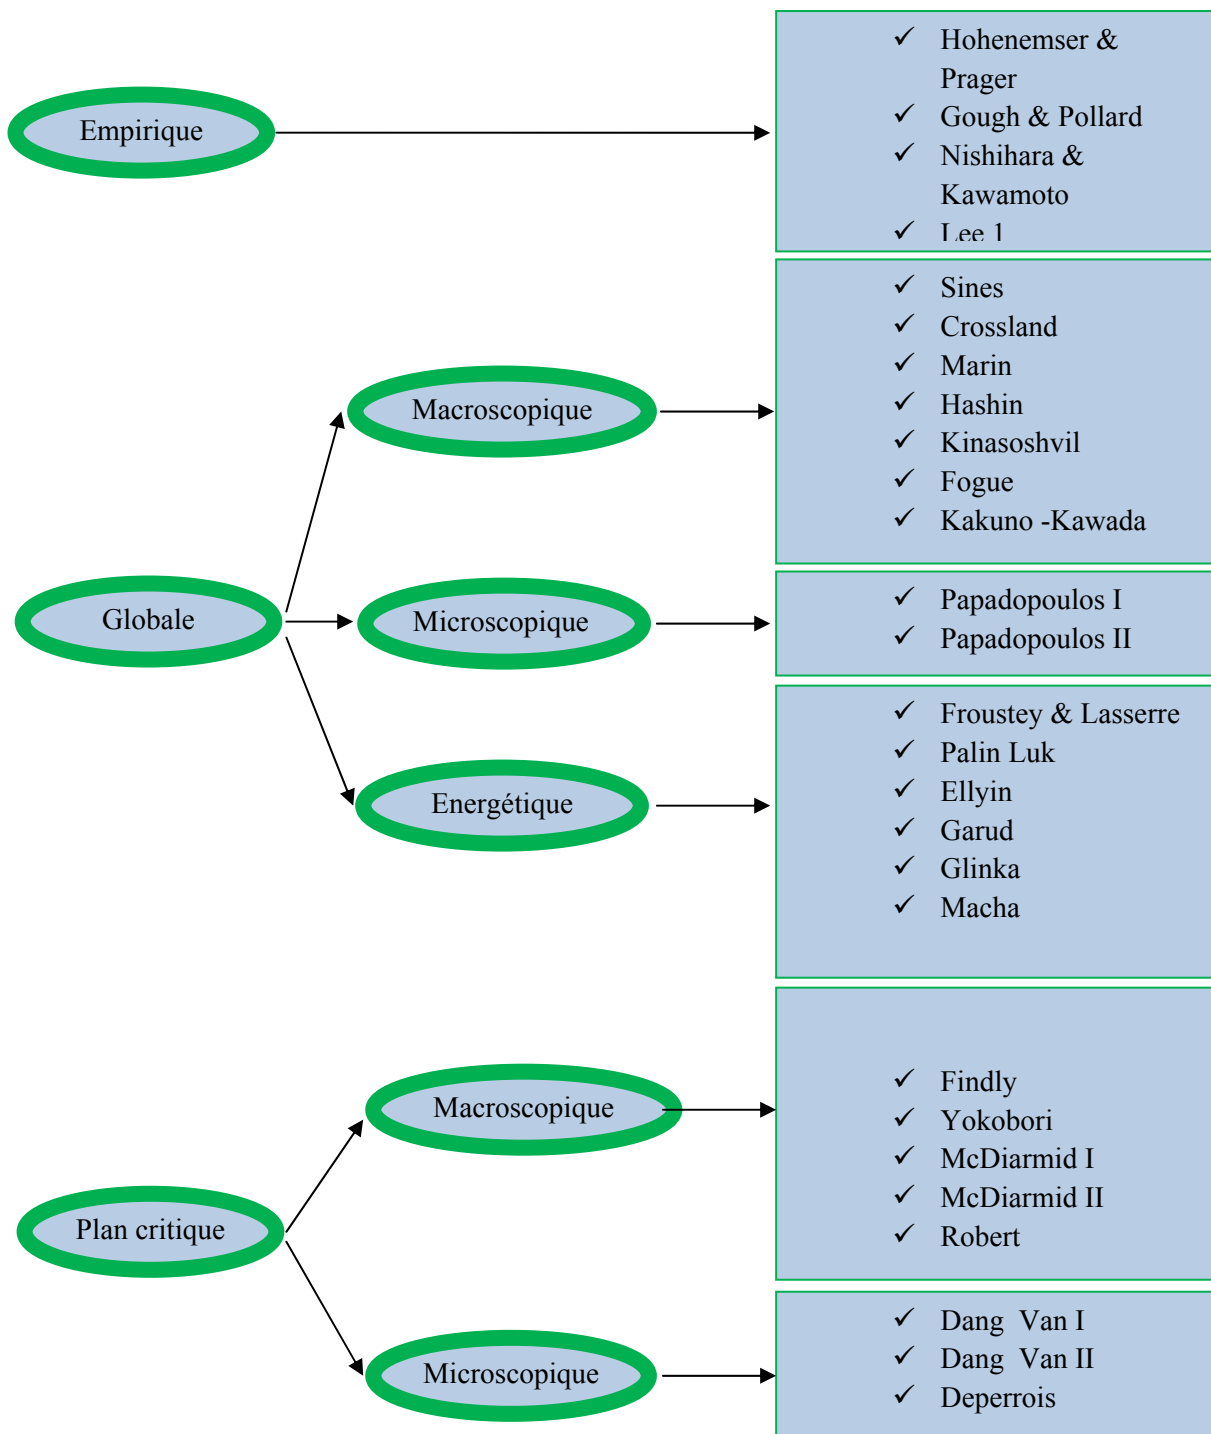 Empirique
✓ Hohenemser &
Prager
✓ Gough & Pollard
✓ Nishihara &
Kawamoto
✓ Lee 1
Globale
Macroscopique
✓ Sines
✓ Crossland
✓ Marin
✓ Hashin
✓ Kinasoshvil
✓ Fogue
✓ Kakuno -Kawada
Microscopique
✓ Papadopoulos I
✓ Papadopoulos II
Energétique
✓ Froustey & Lasserre
✓ Palin Luk
✓ Ellyin
✓ Garud
✓ Glinka
✓ Macha
Plan critique
Macroscopique
✓ Findly
✓ Yokobori
✓ McDiarmid I
✓ McDiarmid II
✓ Robert
Microscopique
✓ Dang Van I
✓ Dang Van II
✓ Deperrois